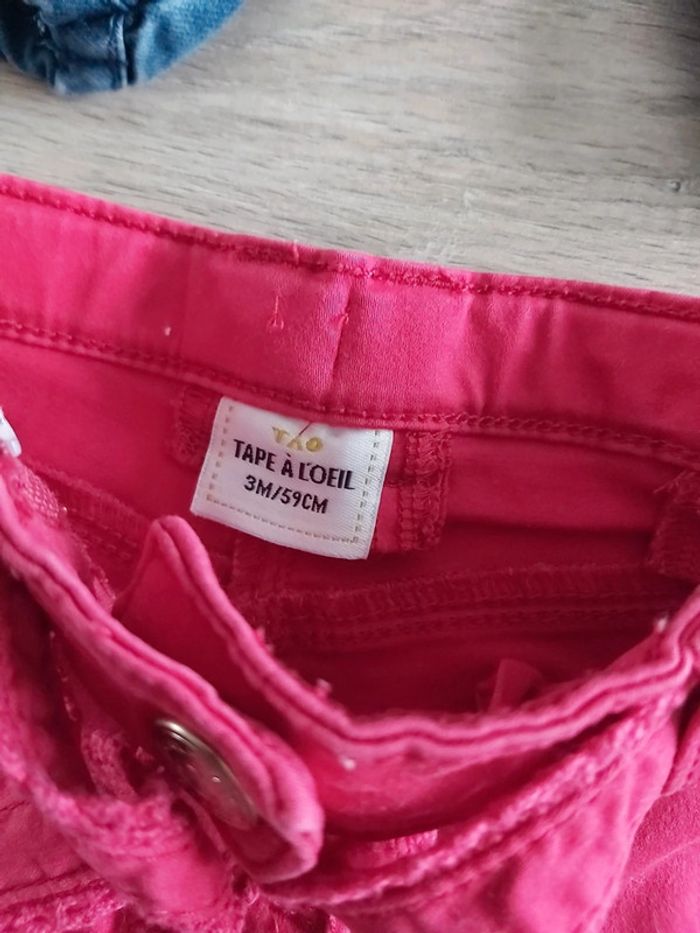 TAO
TAPE À L'OEIL
3M/59CM